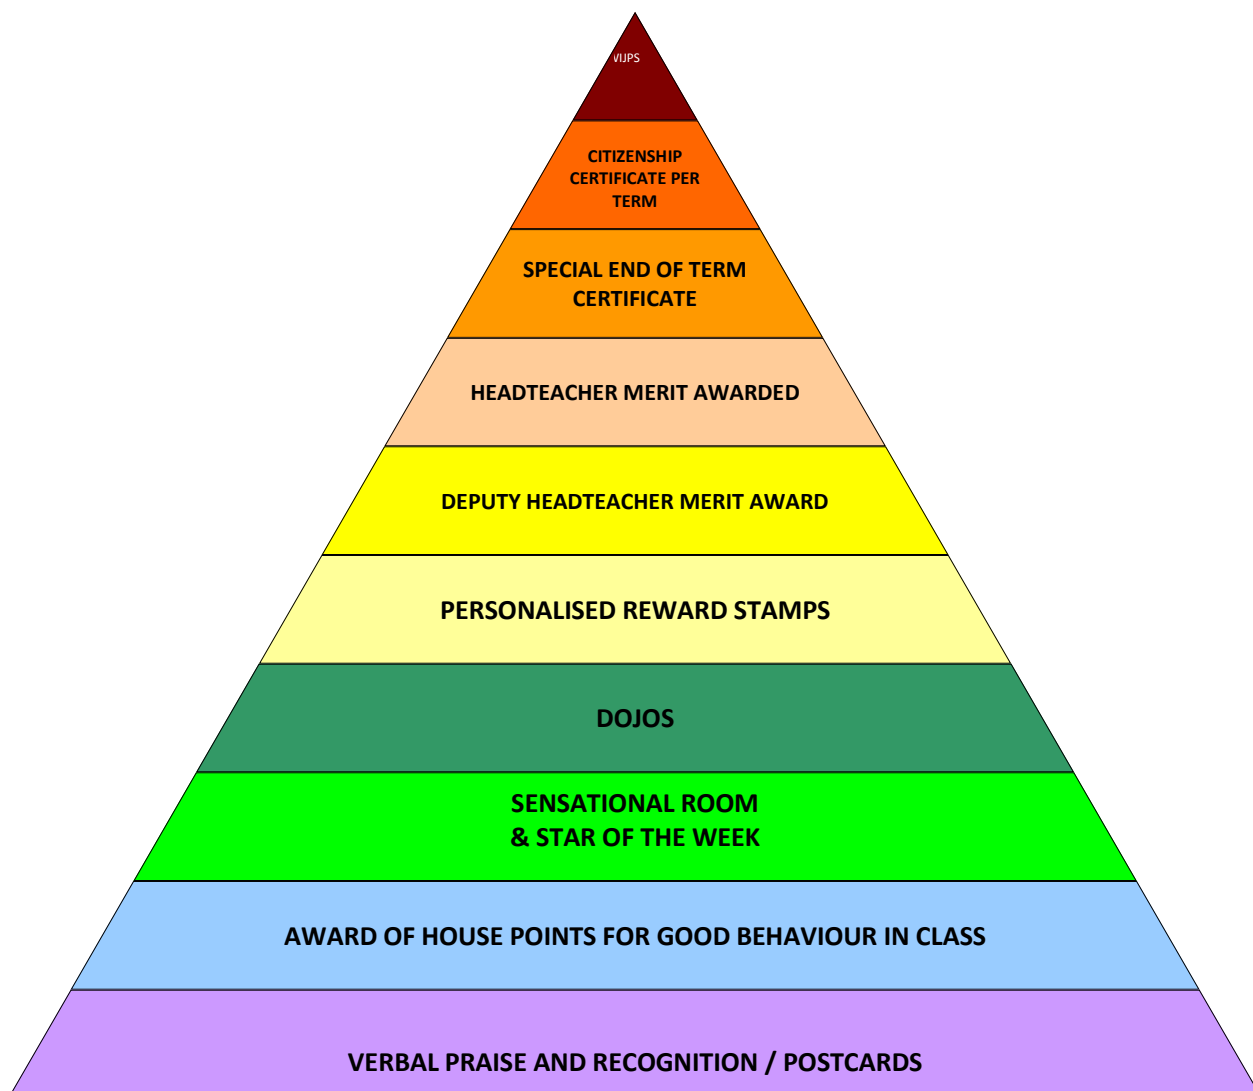 VIJPS
CITIZENSHIP
CERTIFICATE PER
TERM
SPECIAL END OF TERM
CERTIFICATE
HEADTEACHER MERIT AWARDED
DEPUTY HEADTEACHER MERIT AWARD
PERSONALISED REWARD STAMPS
DOJOS
SENSATIONAL ROOM
& STAR OF THE WEEK
AWARD OF HOUSE POINTS FOR GOOD BEHAVIOUR IN CLASS
VERBAL PRAISE AND RECOGNITION / POSTCARDS